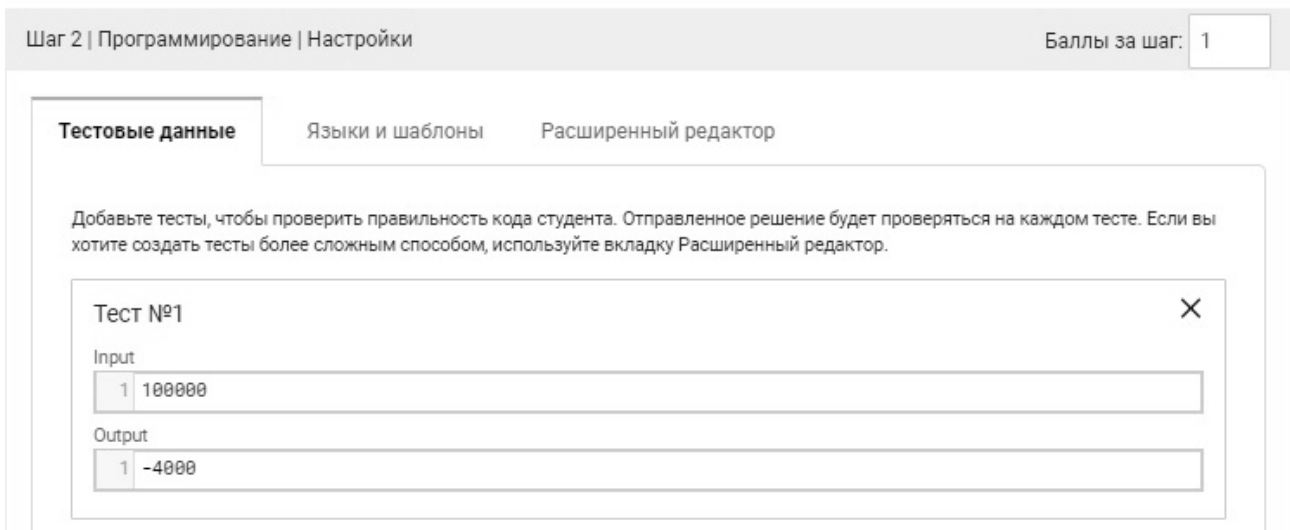 Шаг 2 | Программирование | Настройки Баллы за шаг: 1
Тестовые данные Языки и шаблоны Расширенный редактор
Добавьте тесты, чтобы проверить правильность кода студента. Отправленное решение будет проверяться на каждом тесте. Если вы
хотите создать тесты более сложным способом, используйте вкладку Расширенный редактор.
Тест №1
Input
1 100000
Output
1 -4000